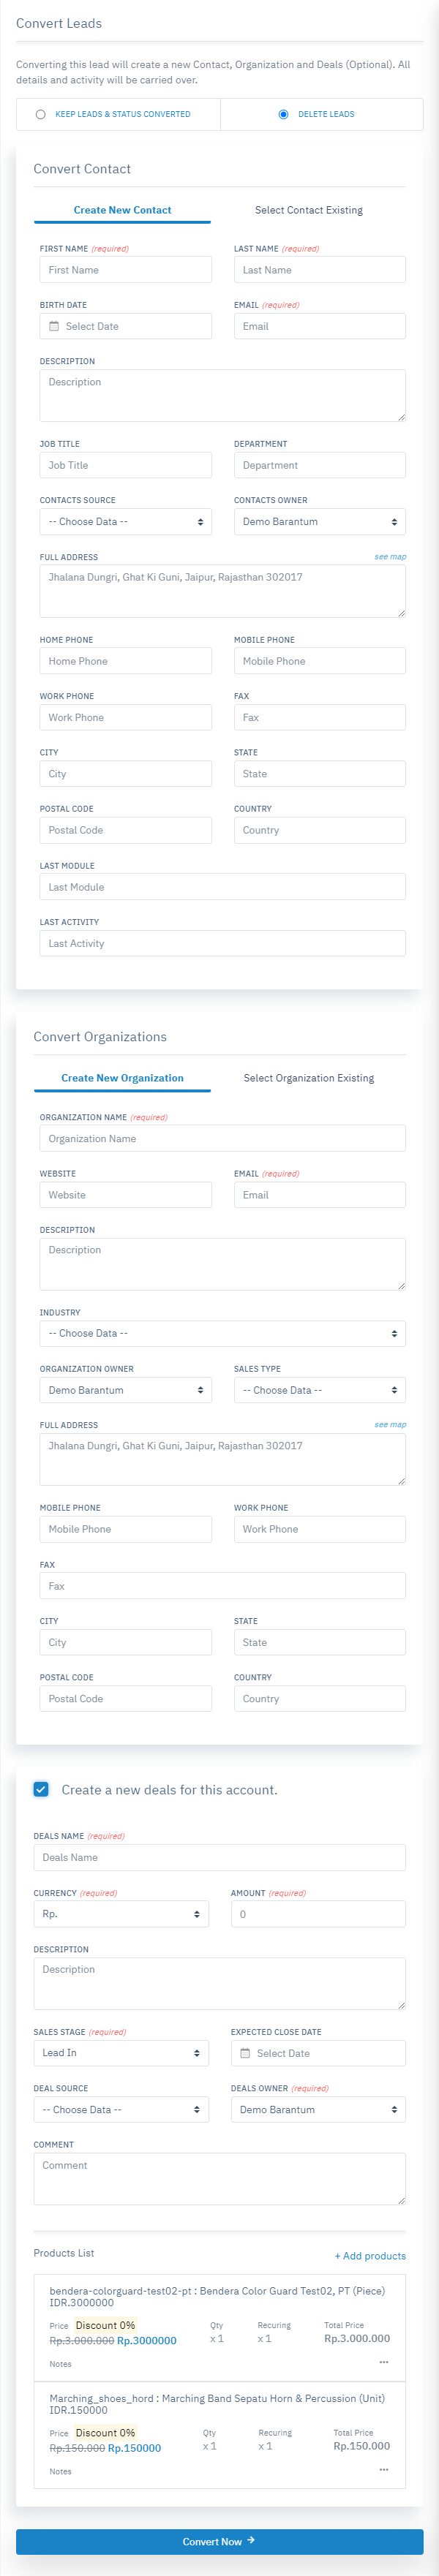 Convert Leads
Converting this lead will create a new Contact, Organization and Deals (Optional). All
details and activity will be carried over.
KEEP LEADS & STATUS CONVERTED DELETE LEADS
Convert Contact
Create New Contact Select Contact Existing
FIRST NAME (required) LAST NAME (required)
First Name Last Name
BIRTH DATE EMAIL (required)
Select Date Email
DESCRIPTION
Description
JOB TITLE DEPARTMENT
Job Title Department
CONTACTS SOURCE CONTACTS OWNER
-- Choose Data -- Demo Barantum
FULL ADDRESS see map
Jhalana Dungri, Ghat Ki Guni, Jaipur, Rajasthan 302017
HOME PHONE MOBILE PHONE
Home Phone Mobile Phone
WORK PHONE FAX
Work Phone Fax
CITY STATE
City State
POSTAL CODE COUNTRY
Postal Code Country
LAST MODULE
Last Module
LAST ACTIVITY
Last Activity
Convert Organizations
Create New Organization Select Organization Existing
ORGANIZATION NAME (required)
Organization Name
WEBSITE EMAIL (required)
Website Email
DESCRIPTION
Description
INDUSTRY
-- Choose Data --
ORGANIZATION OWNER SALES TYPE
Demo Barantum -- Choose Data --
FULL ADDRESS see map
Jhalana Dungri, Ghat Ki Guni, Jaipur, Rajasthan 302017
MOBILE PHONE WORK PHONE
Mobile Phone Work Phone
FAX
Fax
CITY STATE
City State
POSTAL CODE COUNTRY
Postal Code Country
Create a new deals for this account.
DEALS NAME (required)
Deals Name
CURRENCY (required) AMOUNT (required)
Rp. 0
DESCRIPTION
Description
SALES STAGE (required) EXPECTED CLOSE DATE
Lead In Select Date
DEAL SOURCE DEALS OWNER (required)
-- Choose Data -- Demo Barantum
COMMENT
Comment
Products List + Add products
bendera-colorguard-test02-pt : Bendera Color Guard Test02, PT (Piece)
IDR.3000000
Price Discount 0% Qty Recuring Total Price
Rp.3.000.000 Rp.3000000 x 1 x 1 Rp.3.000.000
Notes ...
Marching_shoes_hord : Marching Band Sepatu Horn & Percussion (Unit)
IDR.150000
Price Discount 0% Qty Recuring Total Price
Rp.150.000 Rp.150000 x 1 x 1 Rp.150.000
Notes ...
Convert Now →